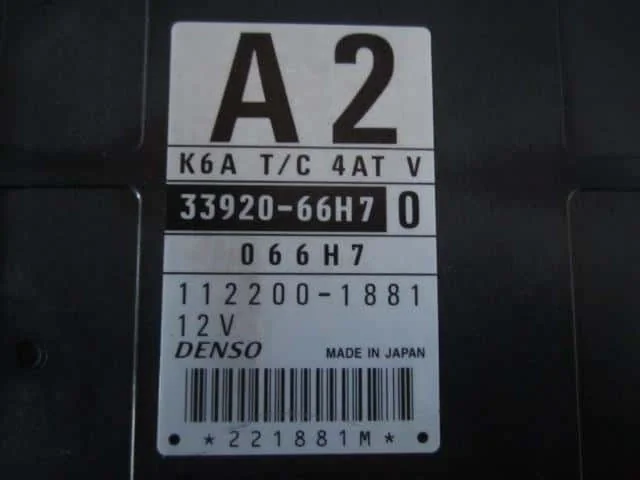 A2
K6A T/C 4AT V
33920-66H7 0
066H7
112200-1881
12V
DENSO MADE IN JAPAN
*221881M*